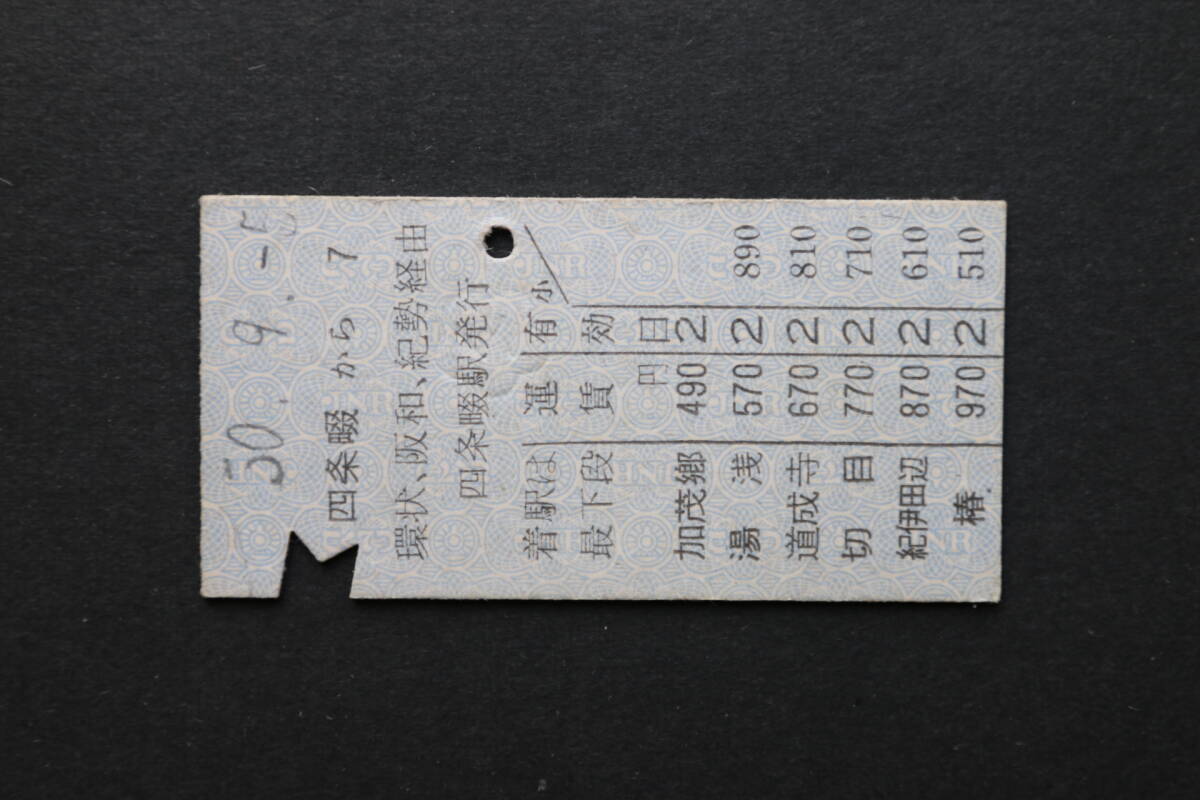 50.9.-5
四条畷 から 7
環状、阪和、紀勢経由
四条畷駅発行
着駅は 運 有 小
最下段 賃 効
円 日
加茂郷 490 2
湯浅 570 2 890
道成寺 670 2 810
切目 770 2 710
紀伊田辺 870 2 610
椿 970 2 510